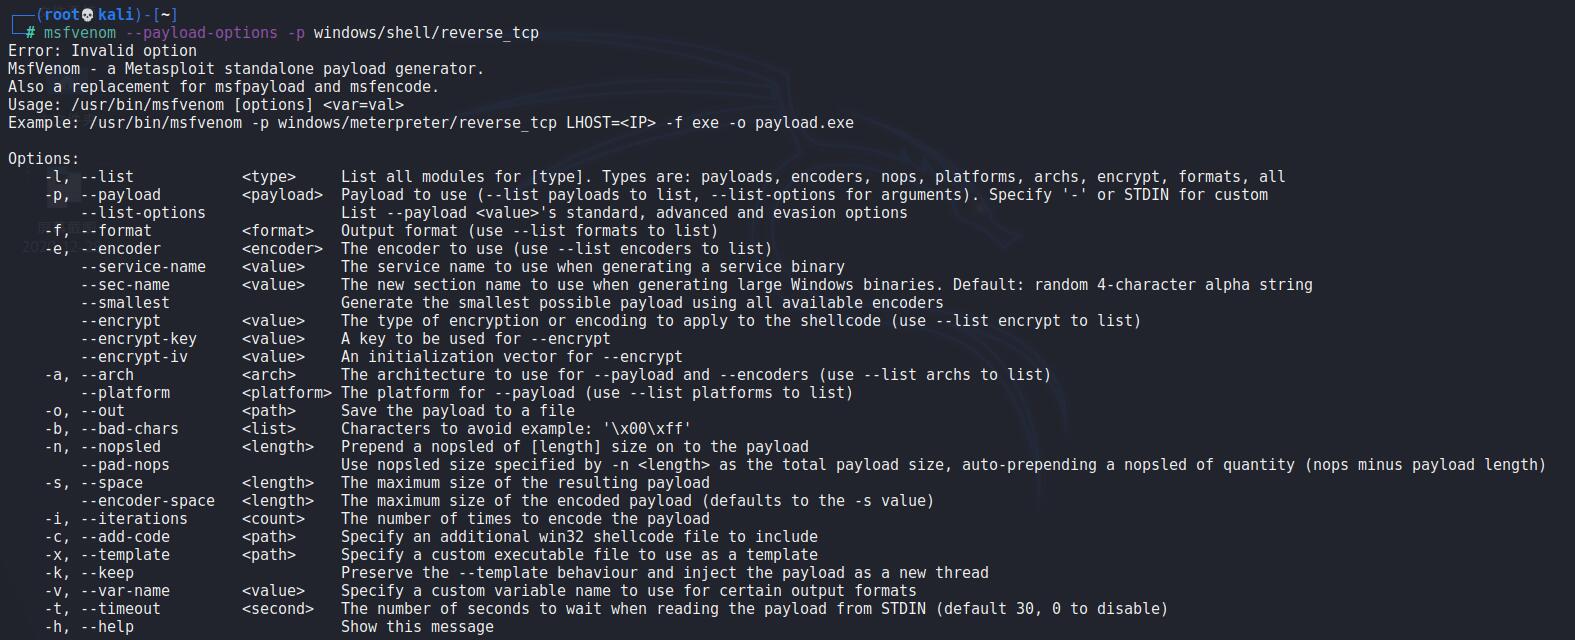 ┌──(root💀kali)-[~]
└─# msfvenom --payload-options -p windows/shell/reverse_tcp
Error: Invalid option
MsfVenom - a Metasploit standalone payload generator.
Also a replacement for msfpayload and msfencode.
Usage: /usr/bin/msfvenom [options] <var=val>
Example: /usr/bin/msfvenom -p windows/meterpreter/reverse_tcp LHOST=<IP> -f exe -o payload.exe
Options:
-l, --list <type> List all modules for [type]. Types are: payloads, encoders, nops, platforms, archs, encrypt, formats, all
-p, --payload <payload> Payload to use (--list payloads to list, --list-options for arguments). Specify '-' or STDIN for custom
--list-options List --payload <value>'s standard, advanced and evasion options
-f, --format <format> Output format (use --list formats to list)
-e, --encoder <encoder> The encoder to use (use --list encoders to list)
--service-name <value> The service name to use when generating a service binary
--sec-name <value> The new section name to use when generating large Windows binaries. Default: random 4-character alpha string
--smallest Generate the smallest possible payload using all available encoders
--encrypt <value> The type of encryption or encoding to apply to the shellcode (use --list encrypt to list)
--encrypt-key <value> A key to be used for --encrypt
--encrypt-iv <value> An initialization vector for --encrypt
-a, --arch <arch> The architecture to use for --payload and --encoders (use --list archs to list)
--platform <platform> The platform for --payload (use --list platforms to list)
-o, --out <path> Save the payload to a file
-b, --bad-chars <list> Characters to avoid example: '\x00\xff'
-n, --nopsled <length> Prepend a nopsled of [length] size on to the payload
--pad-nops Use nopsled size specified by -n <length> as the total payload size, auto-prepending a nopsled of quantity (nops minus payload length)
-s, --space <length> The maximum size of the resulting payload
--encoder-space <length> The maximum size of the encoded payload (defaults to the -s value)
-i, --iterations <count> The number of times to encode the payload
-c, --add-code <path> Specify an additional win32 shellcode file to include
-x, --template <path> Specify a custom executable file to use as a template
-k, --keep Preserve the --template behaviour and inject the payload as a new thread
-v, --var-name <value> Specify a custom variable name to use for certain output formats
-t, --timeout <second> The number of seconds to wait when reading the payload from STDIN (default 30, 0 to disable)
-h, --help Show this message